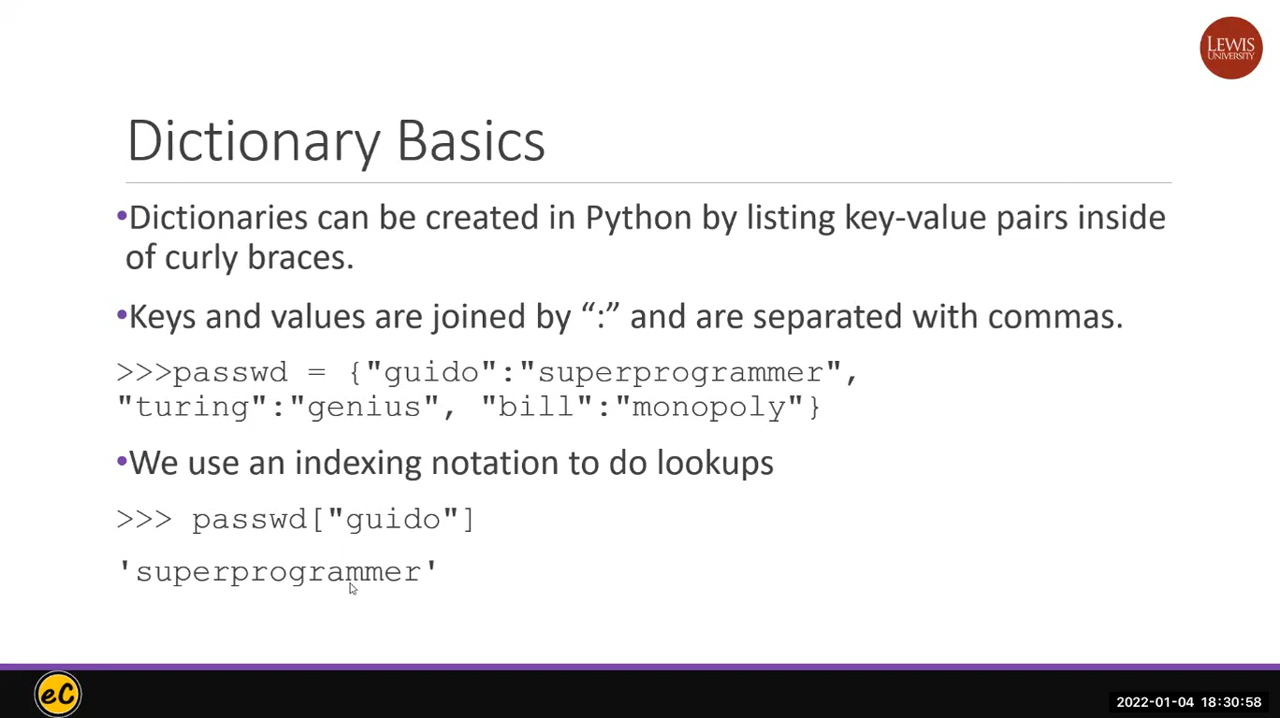 LEWIS
UNIVERSITY
Dictionary Basics
•Dictionaries can be created in Python by listing key-value pairs inside
of curly braces.
•Keys and values are joined by “:” and are separated with commas.
>>>passwd = {"guido":"superprogrammer",
"turing":"genius", "bill":"monopoly"}
•We use an indexing notation to do lookups
>>> passwd["guido"]
'superprogrammer'
eC
2022-01-04 18:30:58